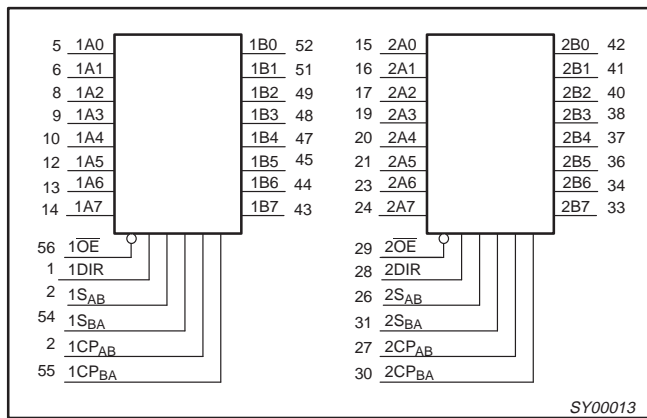 5 1A0 1B0 52 15 2A0 2B0 42
6 1A1 1B1 51 16 2A1 2B1 41
8 1A2 1B2 49 17 2A2 2B2 40
9 1A3 1B3 48 19 2A3 2B3 38
10 1A4 1B4 47 20 2A4 2B4 37
12 1A5 1B5 45 21 2A5 2B5 36
13 1A6 1B6 44 23 2A6 2B6 34
14 1A7 1B7 43 24 2A7 2B7 33
56 1O̅E̅ 29 2O̅E̅
1 1DIR 28 2DIR
2 1SAB 26 2SAB
54 1SBA 31 2SBA
2 1CPAB 27 2CPAB
55 1CPBA 30 2CPBA
SY00013